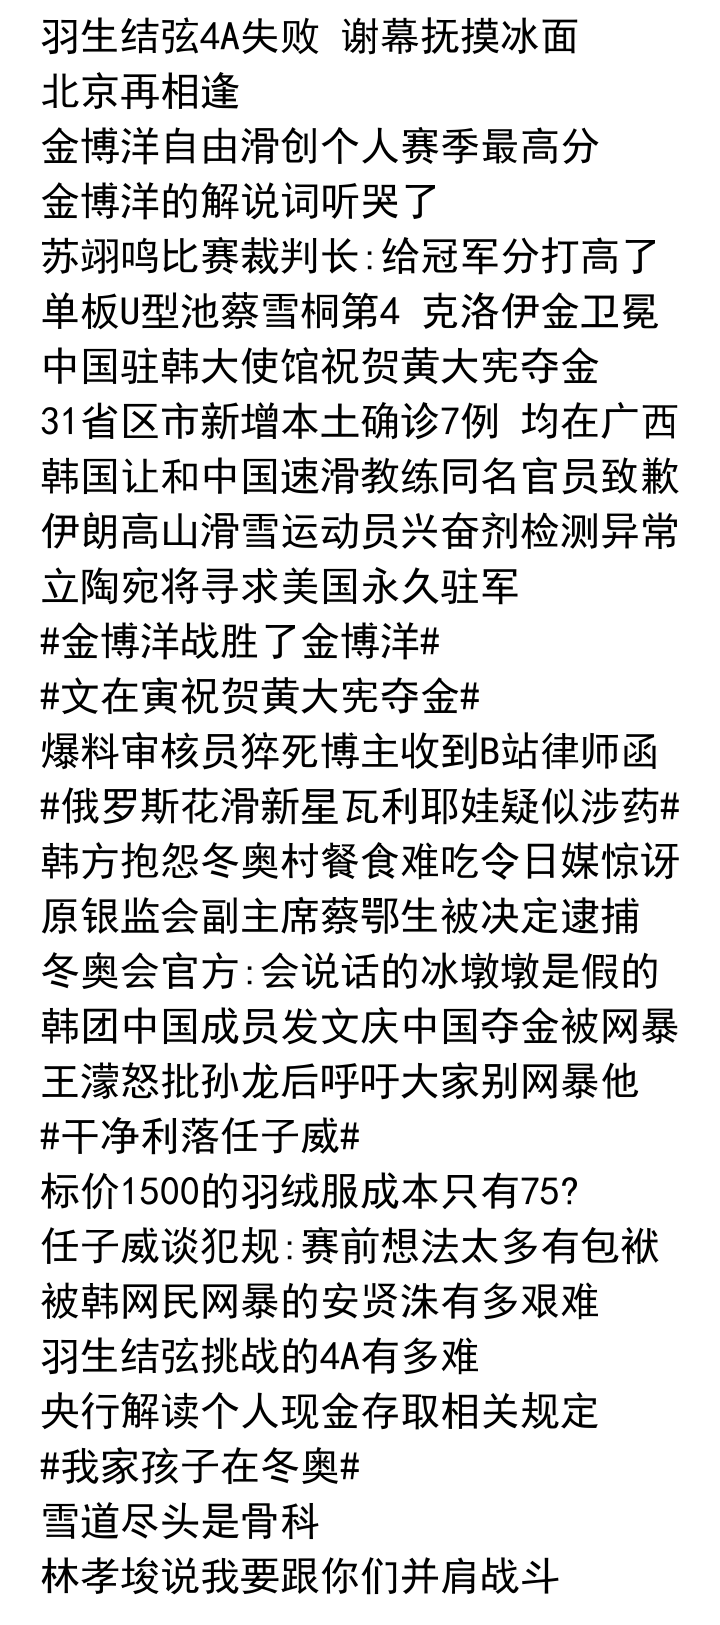 羽生结弦4A失败 谢幕抚摸冰面
北京再相逢
金博洋自由滑创个人赛季最高分
金博洋的解说词听哭了
苏翊鸣比赛裁判长:给冠军分打高了
单板U型池蔡雪桐第4 克洛伊金卫冕
中国驻韩大使馆祝贺黄大宪夺金
31省区市新增本土确诊7例 均在广西
韩国让和中国速滑教练同名官员致歉
伊朗高山滑雪运动员兴奋剂检测异常
立陶宛将寻求美国永久驻军
#金博洋战胜了金博洋#
#文在寅祝贺黄大宪夺金#
爆料审核员猝死博主收到B站律师函
#俄罗斯花滑新星瓦利耶娃疑似涉药#
韩方抱怨冬奥村餐食难吃令日媒惊讶
原银监会副主席蔡鄂生被决定逮捕
冬奥会官方:会说话的冰墩墩是假的
韩团中国成员发文庆中国夺金被网暴
王濛怒批孙龙后呼吁大家别网暴他
#干净利落任子威#
标价1500的羽绒服成本只有75?
任子威谈犯规:赛前想法太多有包袱
被韩网民网暴的安贤洙有多艰难
羽生结弦挑战的4A有多难
央行解读个人现金存取相关规定
#我家孩子在冬奥#
雪道尽头是骨科
林孝埈说我要跟你们并肩战斗